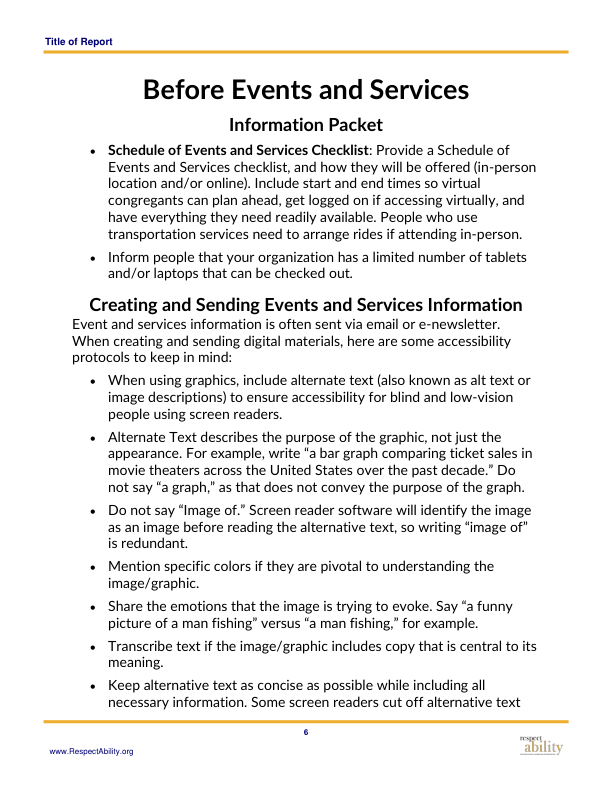 Title of Report
Before Events and Services
Information Packet
• Schedule of Events and Services Checklist: Provide a Schedule of
Events and Services checklist, and how they will be offered (in-person
location and/or online). Include start and end times so virtual
congregants can plan ahead, get logged on if accessing virtually, and
have everything they need readily available. People who use
transportation services need to arrange rides if attending in-person.
• Inform people that your organization has a limited number of tablets
and/or laptops that can be checked out.
Creating and Sending Events and Services Information
Event and services information is often sent via email or e-newsletter.
When creating and sending digital materials, here are some accessibility
protocols to keep in mind:
• When using graphics, include alternate text (also known as alt text or
image descriptions) to ensure accessibility for blind and low-vision
people using screen readers.
• Alternate Text describes the purpose of the graphic, not just the
appearance. For example, write “a bar graph comparing ticket sales in
movie theaters across the United States over the past decade.” Do
not say “a graph,” as that does not convey the purpose of the graph.
• Do not say “Image of.” Screen reader software will identify the image
as an image before reading the alternative text, so writing “image of”
is redundant.
• Mention specific colors if they are pivotal to understanding the
image/graphic.
• Share the emotions that the image is trying to evoke. Say “a funny
picture of a man fishing” versus “a man fishing,” for example.
• Transcribe text if the image/graphic includes copy that is central to its
meaning.
• Keep alternative text as concise as possible while including all
necessary information. Some screen readers cut off alternative text
6
www.RespectAbility.org
respect
ability